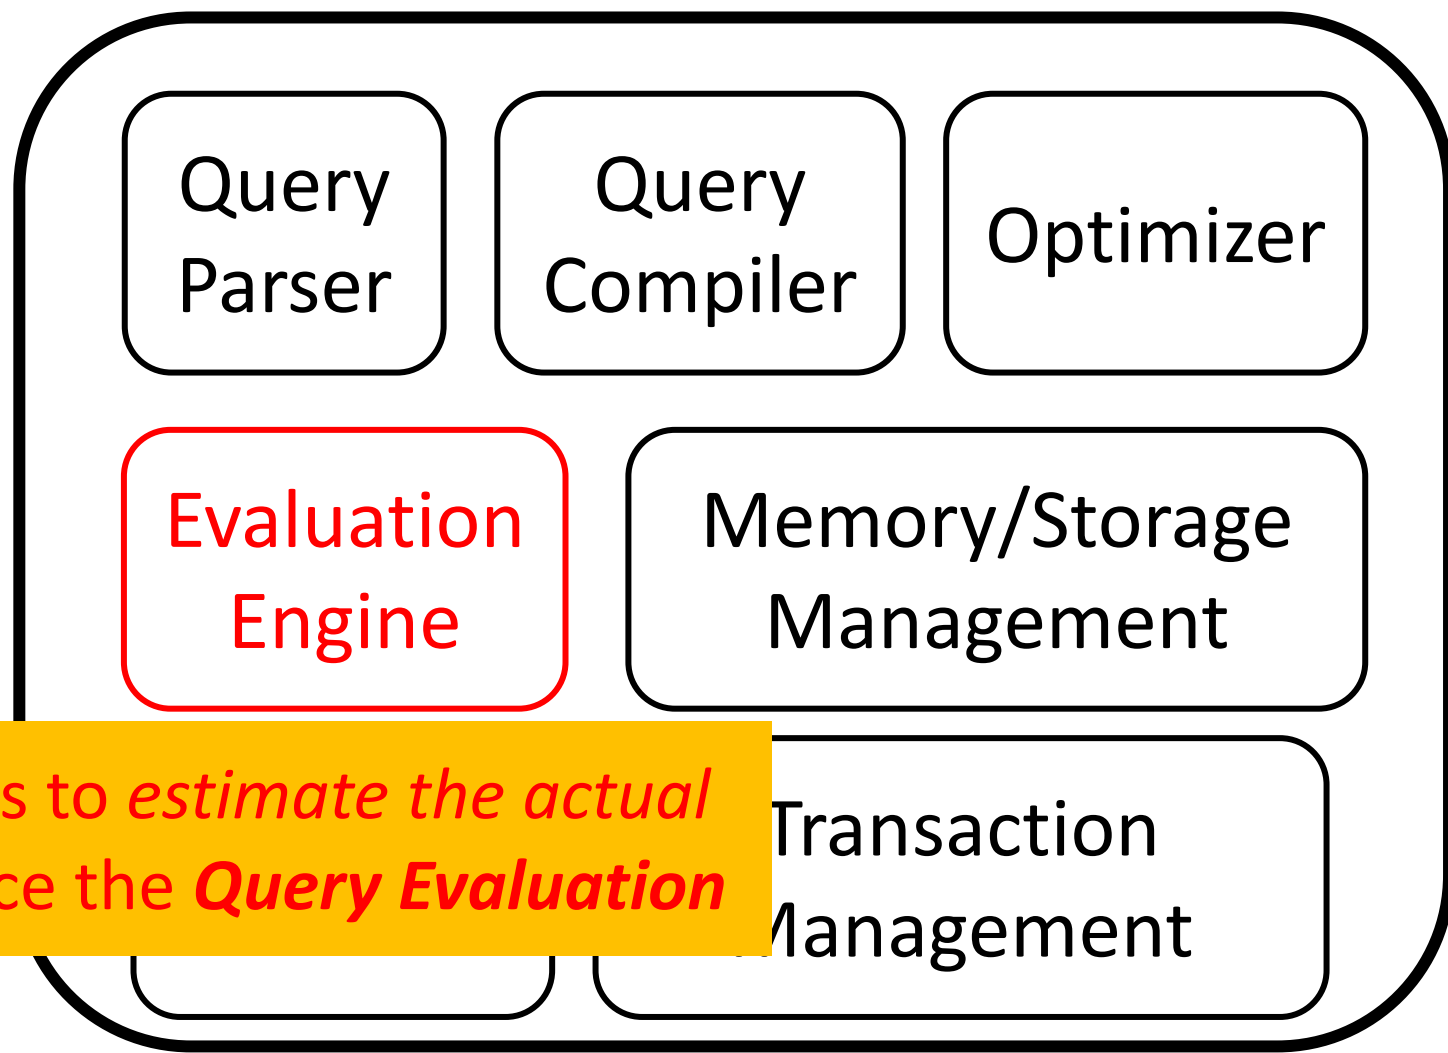 Query
Parser
Query
Compiler
Optimizer
Evaluation
Engine
Memory/Storage
Management
s to estimate the actual
ce the Query Evaluation
Transaction
Management